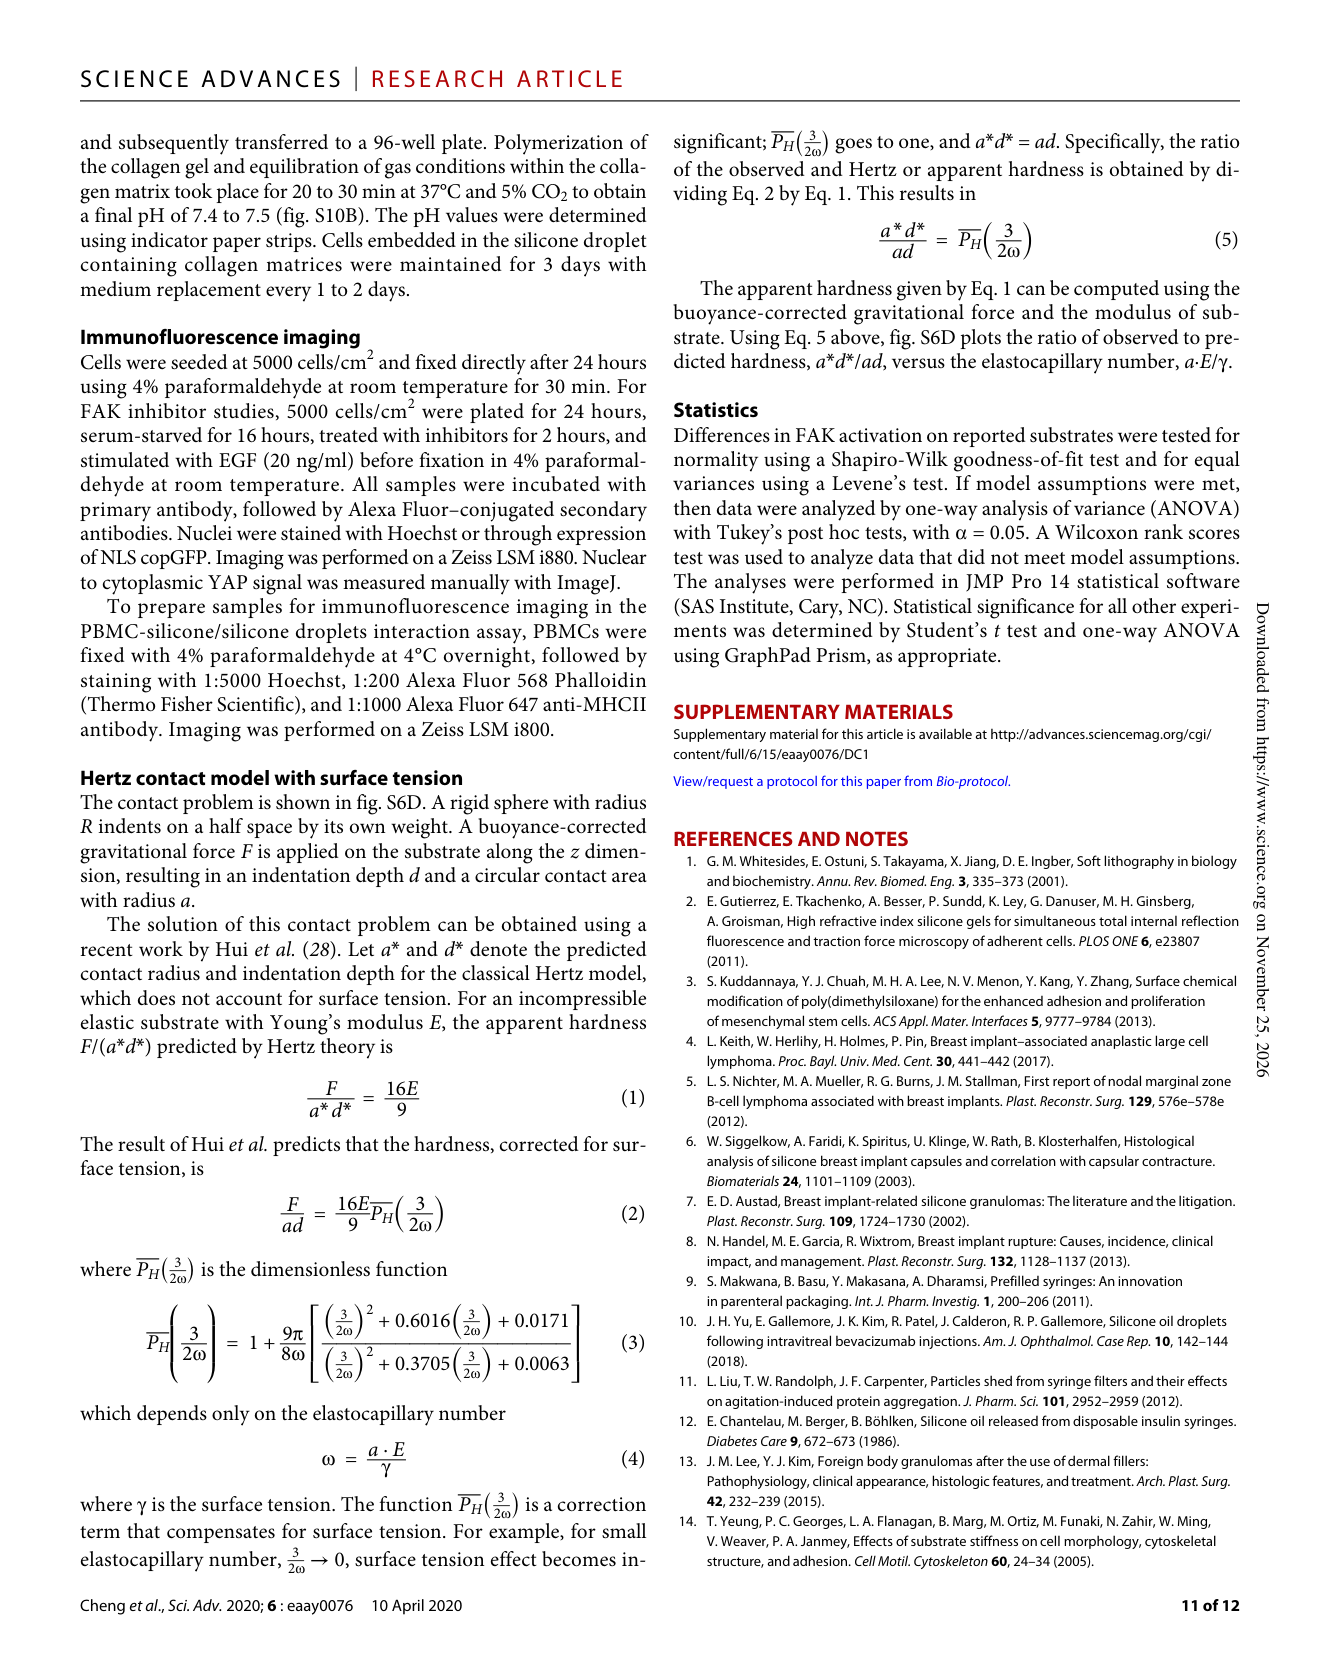 SCIENCE ADVANCES | RESEARCH ARTICLE
and subsequently transferred to a 96-well plate. Polymerization of
the collagen gel and equilibration of gas conditions within the colla-
gen matrix took place for 20 to 30 min at 37°C and 5% CO₂ to obtain
a final pH of 7.4 to 7.5 (fig. S10B). The pH values were determined
using indicator paper strips. Cells embedded in the silicone droplet
containing collagen matrices were maintained for 3 days with
medium replacement every 1 to 2 days.
Immunofluorescence imaging
Cells were seeded at 5000 cells/cm² and fixed directly after 24 hours
using 4% paraformaldehyde at room temperature for 30 min. For
FAK inhibitor studies, 5000 cells/cm² were plated for 24 hours,
serum-starved for 16 hours, treated with inhibitors for 2 hours, and
stimulated with EGF (20 ng/ml) before fixation in 4% paraformal-
dehyde at room temperature. All samples were incubated with
primary antibody, followed by Alexa Fluor–conjugated secondary
antibodies. Nuclei were stained with Hoechst or through expression
of NLS copGFP. Imaging was performed on a Zeiss LSM i880. Nuclear
to cytoplasmic YAP signal was measured manually with ImageJ.
To prepare samples for immunofluorescence imaging in the
PBMC-silicone/silicone droplets interaction assay, PBMCs were
fixed with 4% paraformaldehyde at 4°C overnight, followed by
staining with 1:5000 Hoechst, 1:200 Alexa Fluor 568 Phalloidin
(Thermo Fisher Scientific), and 1:1000 Alexa Fluor 647 anti-MHCII
antibody. Imaging was performed on a Zeiss LSM i800.
Hertz contact model with surface tension
The contact problem is shown in fig. S6D. A rigid sphere with radius
R indents on a half space by its own weight. A buoyance-corrected
gravitational force F is applied on the substrate along the z dimen-
sion, resulting in an indentation depth d and a circular contact area
with radius a.
The solution of this contact problem can be obtained using a
recent work by Hui et al. (28). Let a* and d* denote the predicted
contact radius and indentation depth for the classical Hertz model,
which does not account for surface tension. For an incompressible
elastic substrate with Young's modulus E, the apparent hardness
F/(a*d*) predicted by Hertz theory is
F/(a* d*) = 16E/9 (1)
The result of Hui et al. predicts that the hardness, corrected for sur-
face tension, is
F/(ad) = (16E/9) P̅_H(3/2ω) (2)
where P̅_H(3/2ω) is the dimensionless function
P̅_H(3/2ω) = 1 + (9π/8ω) [((3/2ω)² + 0.6016(3/2ω) + 0.0171) / ((3/2ω)² + 0.3705(3/2ω) + 0.0063)] (3)
which depends only on the elastocapillary number
ω = (a · E)/γ (4)
where γ is the surface tension. The function P̅_H(3/2ω) is a correction
term that compensates for surface tension. For example, for small
elastocapillary number, 3/2ω → 0, surface tension effect becomes in-
significant; P̅_H(3/2ω) goes to one, and a*d* = ad. Specifically, the ratio
of the observed and Hertz or apparent hardness is obtained by di-
viding Eq. 2 by Eq. 1. This results in
(a* d*)/(ad) = P̅_H(3/2ω) (5)
The apparent hardness given by Eq. 1 can be computed using the
buoyance-corrected gravitational force and the modulus of sub-
strate. Using Eq. 5 above, fig. S6D plots the ratio of observed to pre-
dicted hardness, a*d*/ad, versus the elastocapillary number, a·E/γ.
Statistics
Differences in FAK activation on reported substrates were tested for
normality using a Shapiro-Wilk goodness-of-fit test and for equal
variances using a Levene's test. If model assumptions were met,
then data were analyzed by one-way analysis of variance (ANOVA)
with Tukey's post hoc tests, with α = 0.05. A Wilcoxon rank scores
test was used to analyze data that did not meet model assumptions.
The analyses were performed in JMP Pro 14 statistical software
(SAS Institute, Cary, NC). Statistical significance for all other experi-
ments was determined by Student's t test and one-way ANOVA
using GraphPad Prism, as appropriate.
SUPPLEMENTARY MATERIALS
Supplementary material for this article is available at http://advances.sciencemag.org/cgi/
content/full/6/15/eaay0076/DC1
View/request a protocol for this paper from Bio-protocol.
REFERENCES AND NOTES
1. G. M. Whitesides, E. Ostuni, S. Takayama, X. Jiang, D. E. Ingber, Soft lithography in biology
and biochemistry. Annu. Rev. Biomed. Eng. 3, 335–373 (2001).
2. E. Gutierrez, E. Tkachenko, A. Besser, P. Sundd, K. Ley, G. Danuser, M. H. Ginsberg,
A. Groisman, High refractive index silicone gels for simultaneous total internal reflection
fluorescence and traction force microscopy of adherent cells. PLOS ONE 6, e23807
(2011).
3. S. Kuddannaya, Y. J. Chuah, M. H. A. Lee, N. V. Menon, Y. Kang, Y. Zhang, Surface chemical
modification of poly(dimethylsiloxane) for the enhanced adhesion and proliferation
of mesenchymal stem cells. ACS Appl. Mater. Interfaces 5, 9777–9784 (2013).
4. L. Keith, W. Herlihy, H. Holmes, P. Pin, Breast implant–associated anaplastic large cell
lymphoma. Proc. Bayl. Univ. Med. Cent. 30, 441–442 (2017).
5. L. S. Nichter, M. A. Mueller, R. G. Burns, J. M. Stallman, First report of nodal marginal zone
B-cell lymphoma associated with breast implants. Plast. Reconstr. Surg. 129, 576e–578e
(2012).
6. W. Siggelkow, A. Faridi, K. Spiritus, U. Klinge, W. Rath, B. Klosterhalfen, Histological
analysis of silicone breast implant capsules and correlation with capsular contracture.
Biomaterials 24, 1101–1109 (2003).
7. E. D. Austad, Breast implant-related silicone granulomas: The literature and the litigation.
Plast. Reconstr. Surg. 109, 1724–1730 (2002).
8. N. Handel, M. E. Garcia, R. Wixtrom, Breast implant rupture: Causes, incidence, clinical
impact, and management. Plast. Reconstr. Surg. 132, 1128–1137 (2013).
9. S. Makwana, B. Basu, Y. Makasana, A. Dharamsi, Prefilled syringes: An innovation
in parenteral packaging. Int. J. Pharm. Investig. 1, 200–206 (2011).
10. J. H. Yu, E. Gallemore, J. K. Kim, R. Patel, J. Calderon, R. P. Gallemore, Silicone oil droplets
following intravitreal bevacizumab injections. Am. J. Ophthalmol. Case Rep. 10, 142–144
(2018).
11. L. Liu, T. W. Randolph, J. F. Carpenter, Particles shed from syringe filters and their effects
on agitation-induced protein aggregation. J. Pharm. Sci. 101, 2952–2959 (2012).
12. E. Chantelau, M. Berger, B. Böhlken, Silicone oil released from disposable insulin syringes.
Diabetes Care 9, 672–673 (1986).
13. J. M. Lee, Y. J. Kim, Foreign body granulomas after the use of dermal fillers:
Pathophysiology, clinical appearance, histologic features, and treatment. Arch. Plast. Surg.
42, 232–239 (2015).
14. T. Yeung, P. C. Georges, L. A. Flanagan, B. Marg, M. Ortiz, M. Funaki, N. Zahir, W. Ming,
V. Weaver, P. A. Janmey, Effects of substrate stiffness on cell morphology, cytoskeletal
structure, and adhesion. Cell Motil. Cytoskeleton 60, 24–34 (2005).
Downloaded from https://www.science.org on November 25, 2026
Cheng et al., Sci. Adv. 2020; 6 : eaay0076 10 April 2020
11 of 12